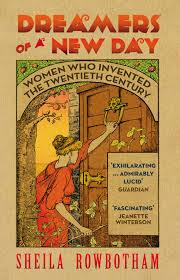 DREAMERS
OF A NEW DAY
WOMEN WHO INVENTED
THE TWENTIETH CENTURY
'EXHILARATING
... ADMIRABLY
LUCID'
GUARDIAN
'FASCINATING'
JEANETTE
WINTERSON
SHEILA ROWBOTHAM